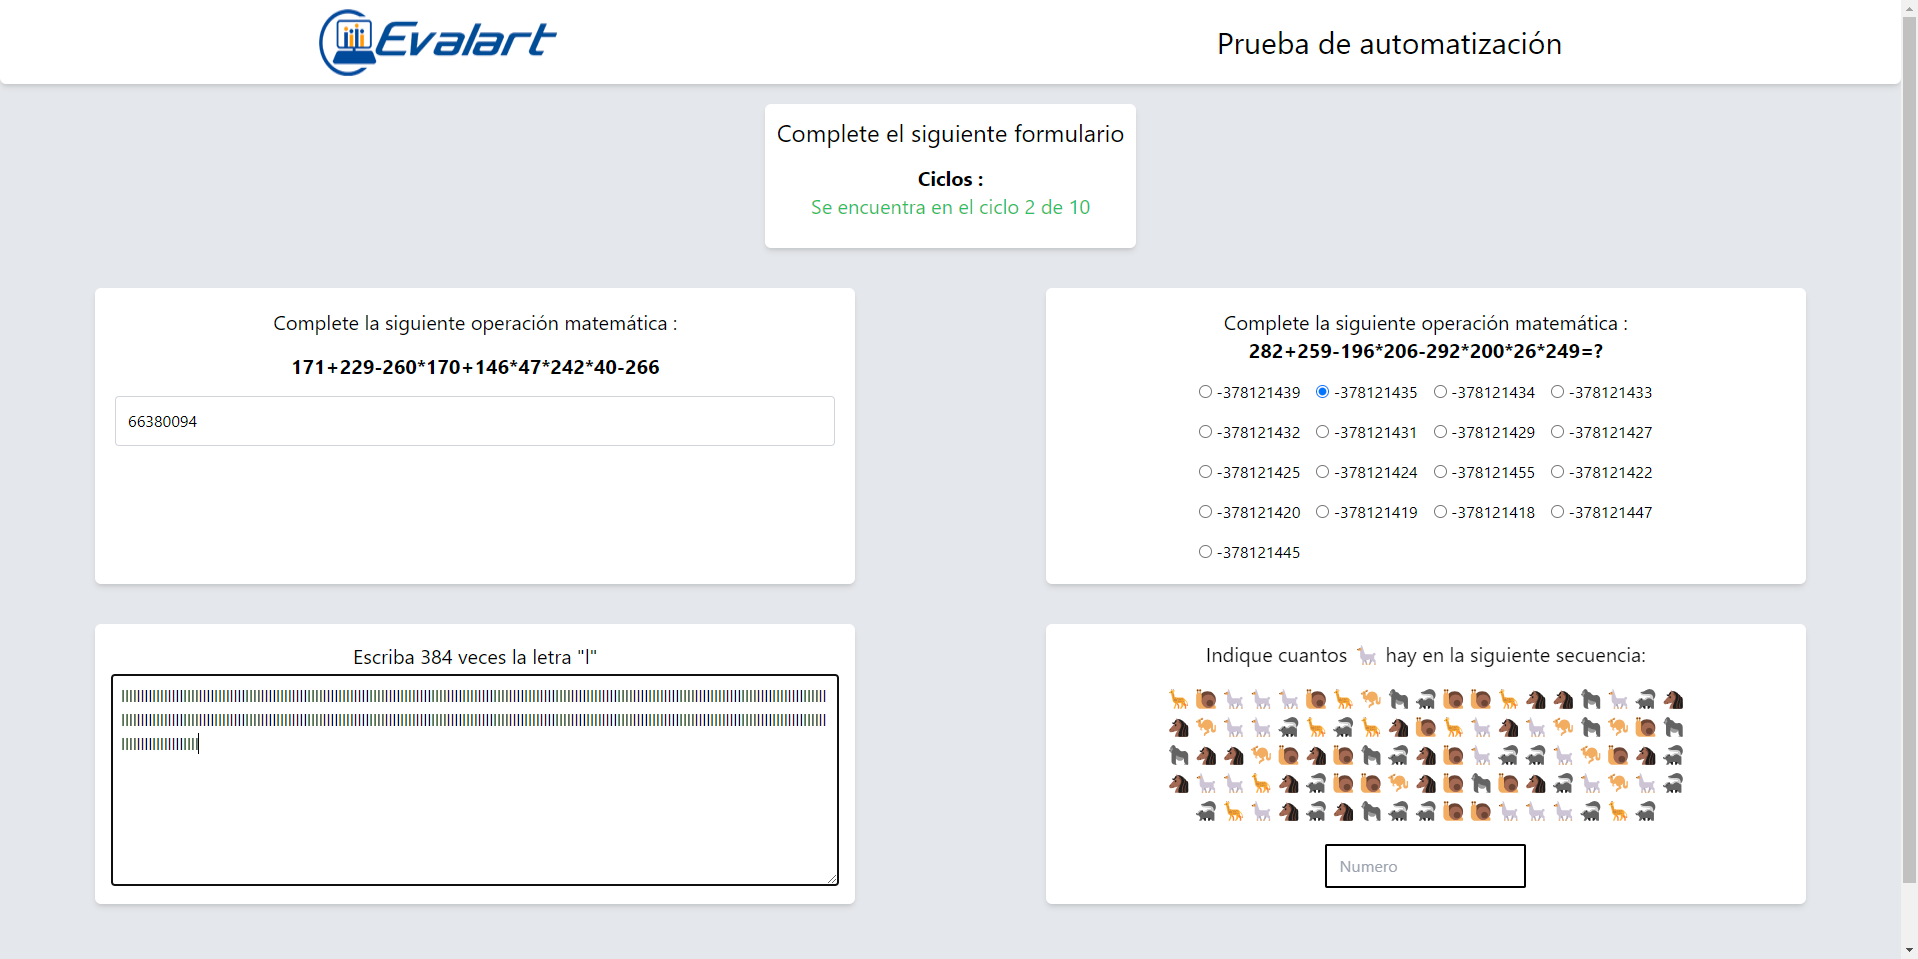 Evalart
Prueba de automatización
Complete el siguiente formulario
Ciclos :
Se encuentra en el ciclo 2 de 10
Complete la siguiente operación matemática :
171+229-260*170+146*47*242*40-266
66380094
Complete la siguiente operación matemática :
282+259-196*206-292*200*26*249=?
-378121439 -378121435 -378121434 -378121433
-378121432 -378121431 -378121429 -378121427
-378121425 -378121424 -378121455 -378121422
-378121420 -378121419 -378121418 -378121447
-378121445
Escriba 384 veces la letra "l"
Indique cuantos 🦙 hay en la siguiente secuencia:
Numero